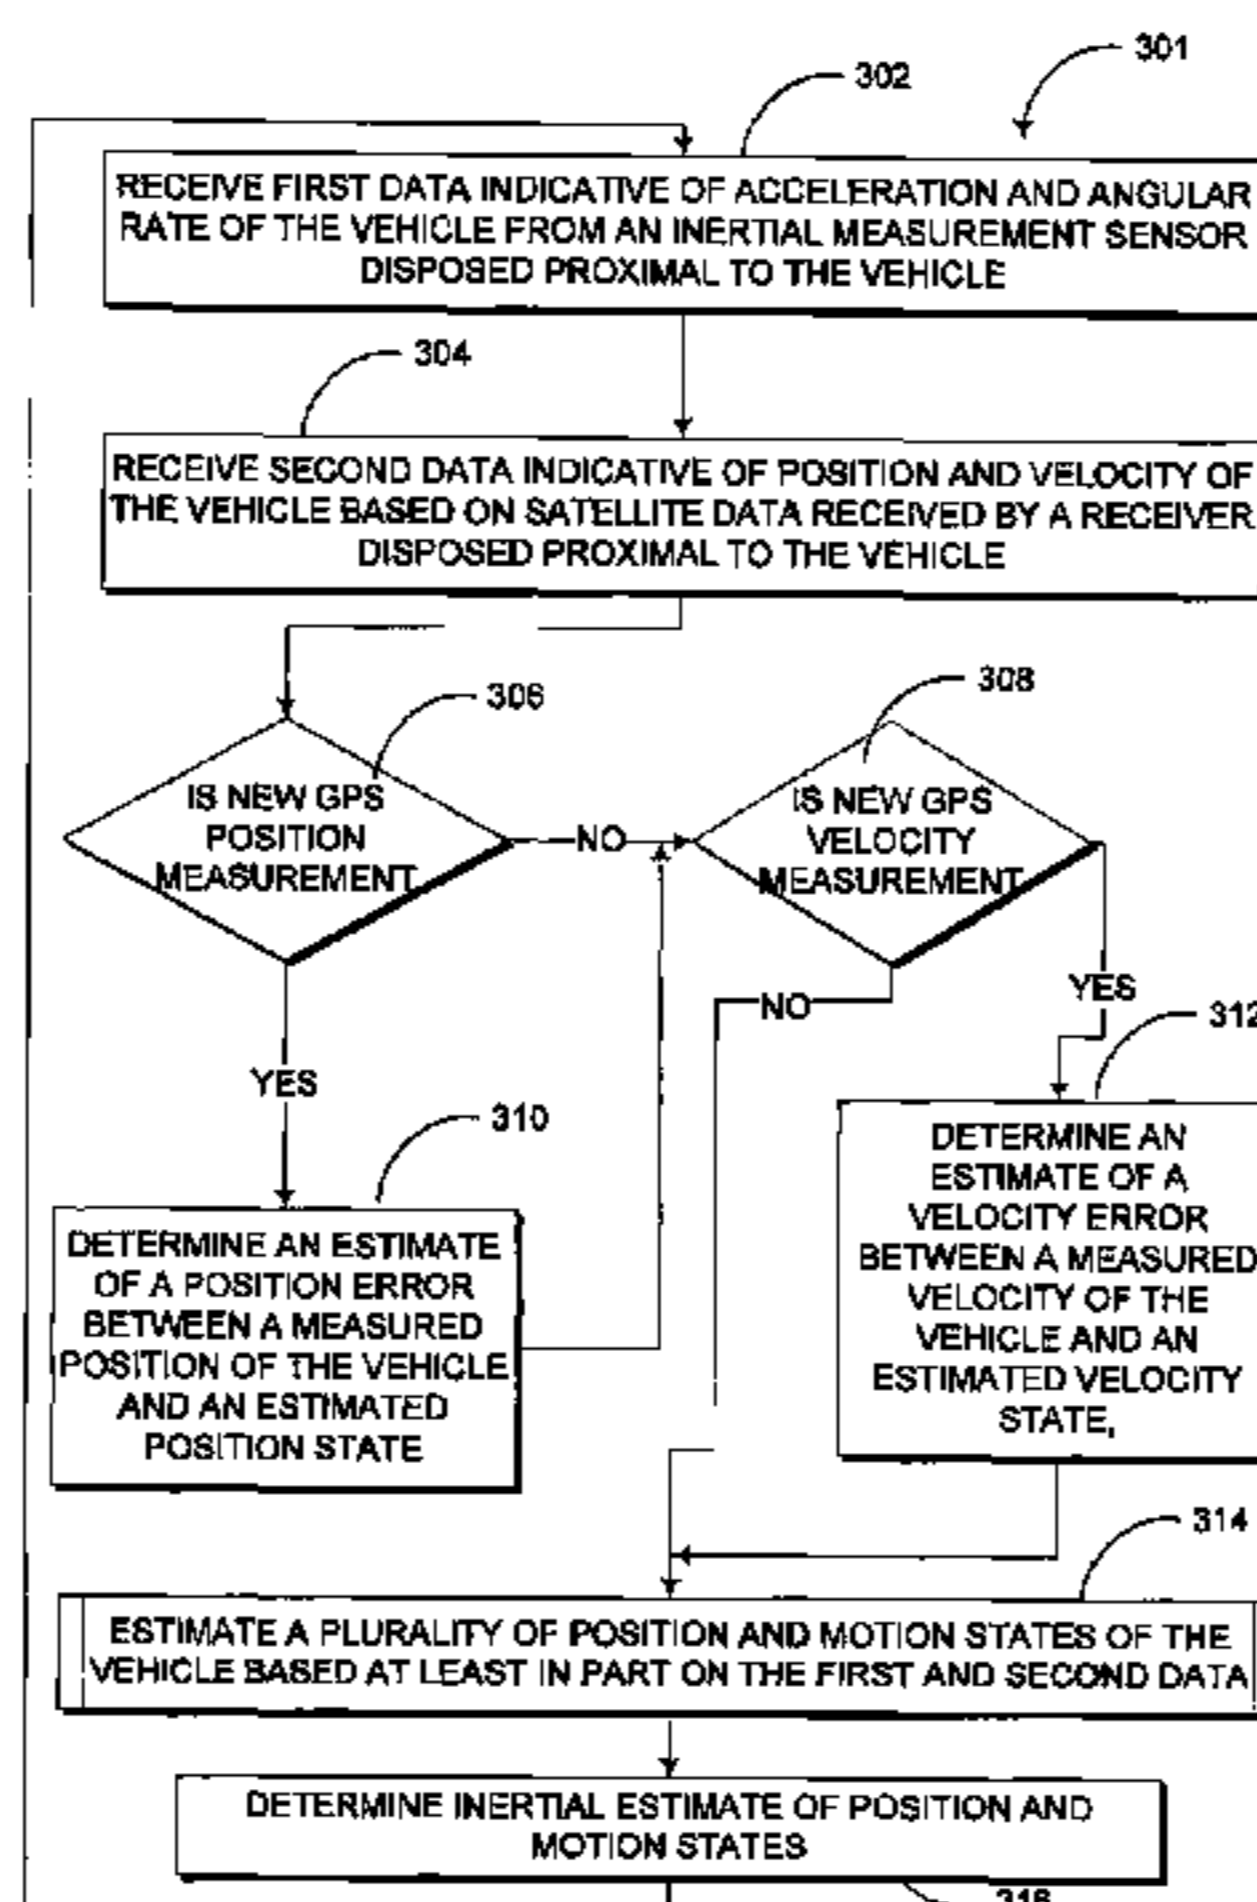 301
302
RECEIVE FIRST DATA INDICATIVE OF ACCELERATION AND ANGULAR
RATE OF THE VEHICLE FROM AN INERTIAL MEASUREMENT SENSOR
DISPOSED PROXIMAL TO THE VEHICLE
304
RECEIVE SECOND DATA INDICATIVE OF POSITION AND VELOCITY OF
THE VEHICLE BASED ON SATELLITE DATA RECEIVED BY A RECEIVER
DISPOSED PROXIMAL TO THE VEHICLE
306
IS NEW GPS
POSITION
MEASUREMENT
NO
308
IS NEW GPS
VELOCITY
MEASUREMENT
NO
YES
312
YES
310
DETERMINE AN ESTIMATE
OF A POSITION ERROR
BETWEEN A MEASURED
POSITION OF THE VEHICLE
AND AN ESTIMATED
POSITION STATE
DETERMINE AN
ESTIMATE OF A
VELOCITY ERROR
BETWEEN A MEASURED
VELOCITY OF THE
VEHICLE AND AN
ESTIMATED VELOCITY
STATE,
314
ESTIMATE A PLURALITY OF POSITION AND MOTION STATES OF THE
VEHICLE BASED AT LEAST IN PART ON THE FIRST AND SECOND DATA
DETERMINE INERTIAL ESTIMATE OF POSITION AND
MOTION STATES